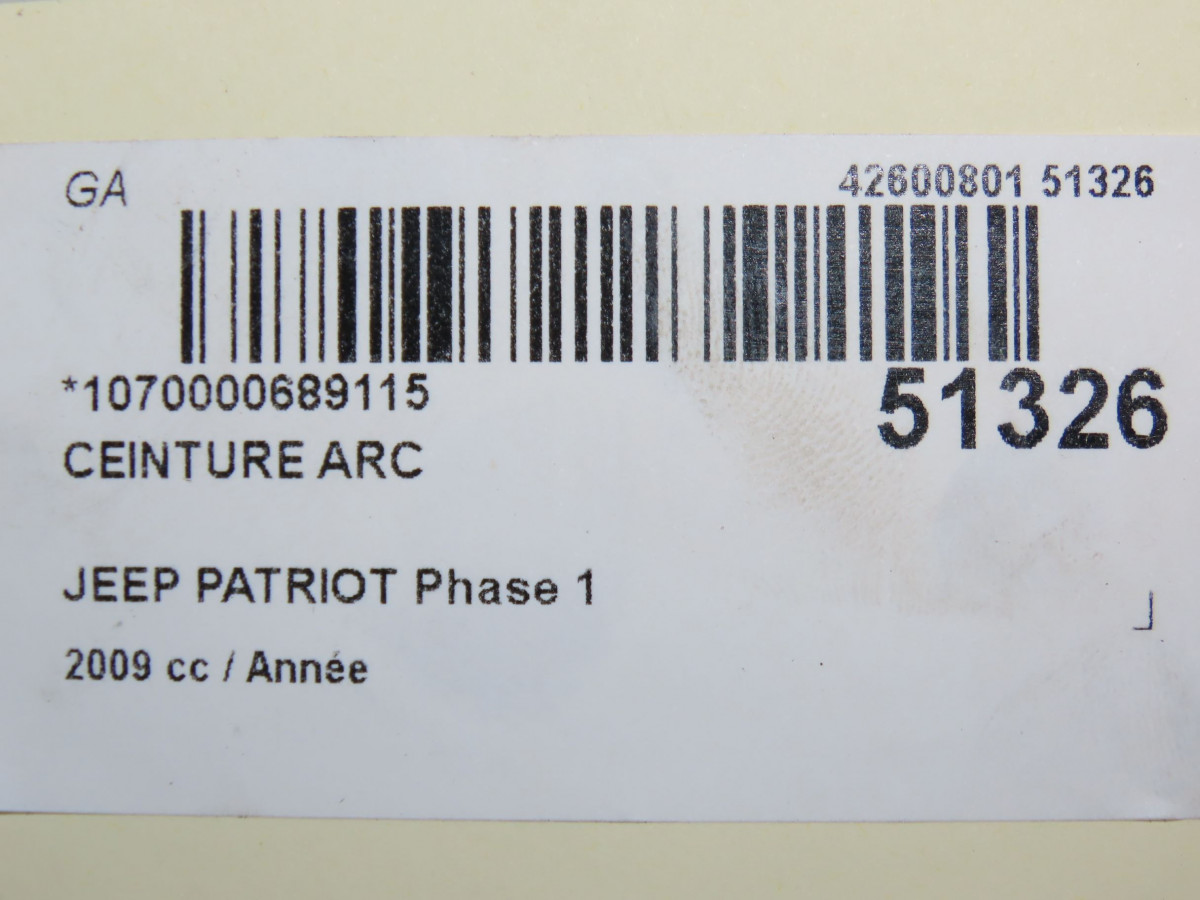 GA
42600801 51326
*1070000689115
51326
CEINTURE ARC
JEEP PATRIOT Phase 1
2009 cc / Année